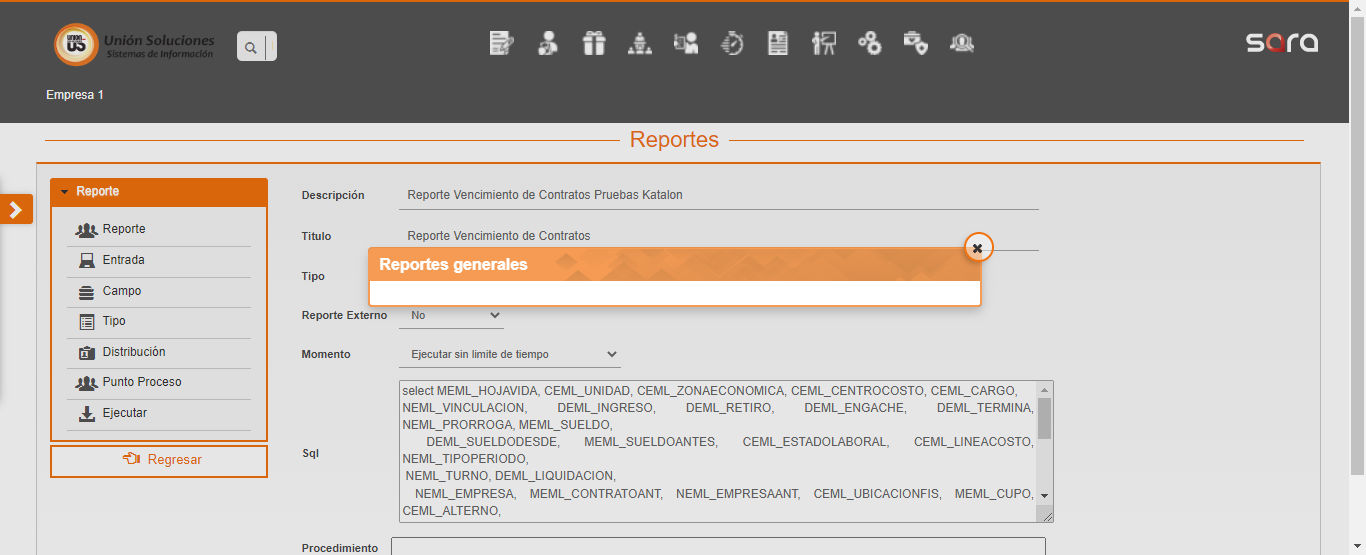 Unión Soluciones
Sistemas de Información
sara
Empresa 1
Reportes
Reporte
Reporte
Entrada
Campo
Tipo
Distribución
Punto Proceso
Ejecutar
Regresar
Descripción
Reporte Vencimiento de Contratos Pruebas Katalon
Titulo
Reporte Vencimiento de Contratos
Reportes generales
Tipo
Reporte Externo
No
Momento
Ejecutar sin limite de tiempo
Sql
select MEML_HOJAVIDA, CEML_UNIDAD, CEML_ZONAECONOMICA, CEML_CENTROCOSTO, CEML_CARGO,
NEML_VINCULACION, DEML_INGRESO, DEML_RETIRO, DEML_ENGACHE, DEML_TERMINA,
NEML_PRORROGA, MEML_SUELDO,
DEML_SUELDODESDE, MEML_SUELDOANTES, CEML_ESTADOLABORAL, CEML_LINEACOSTO,
NEML_TIPOPERIODO,
NEML_TURNO, DEML_LIQUIDACION,
NEML_EMPRESA, MEML_CONTRATOANT, NEML_EMPRESAANT, CEML_UBICACIONFIS, MEML_CUPO,
CEML_ALTERNO,
Procedimiento